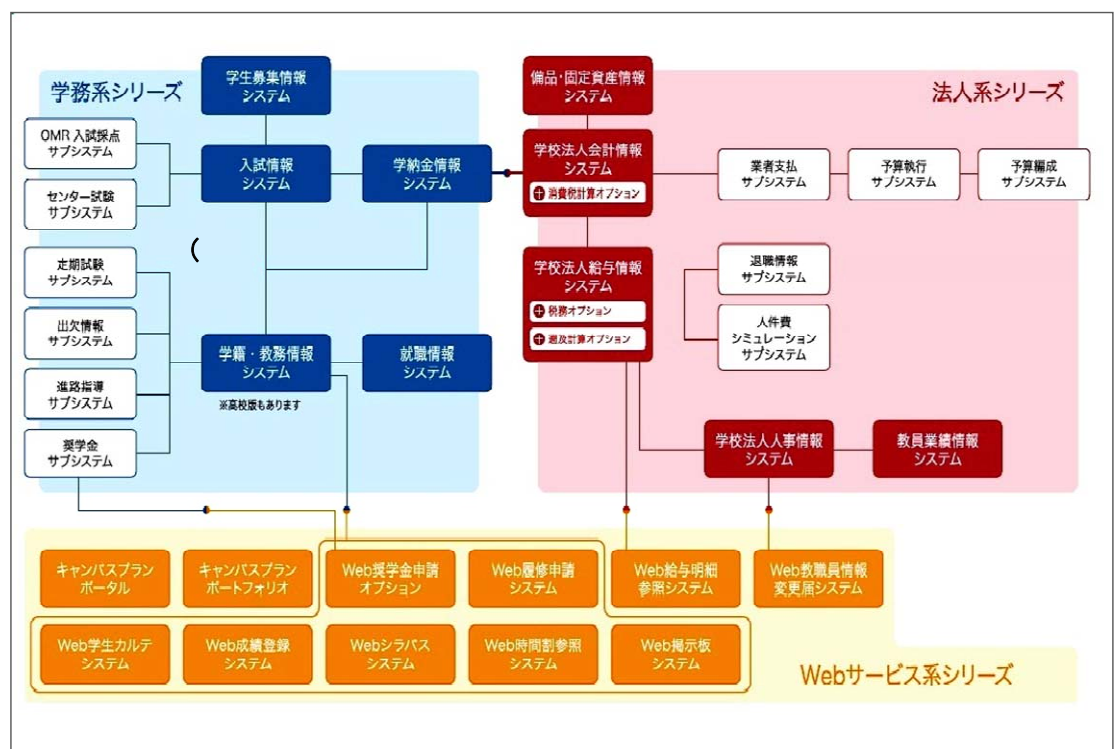 学務系シリーズ
学生募集情報
システム
OMR 入試採点
サブシステム
入試情報
システム
学納金情報
システム
センター試験
サブシステム
(
定期試験
サブシステム
出欠情報
サブシステム
学籍・教務情報
システム
就職情報
システム
※高校版もあります
進路指導
サブシステム
奨学金
サブシステム
法人系シリーズ
備品・固定資産情報
システム
学校法人会計情報
システム
消費税計算オプション
業者支払
サブシステム
予算執行
サブシステム
予算編成
サブシステム
学校法人給与情報
システム
税務オプション
遡及計算オプション
退職情報
サブシステム
人件費
シミュレーション
サブシステム
学校法人人事情報
システム
教員業績情報
システム
キャンパスプラン
ポータル
キャンパスプラン
ポートフォリオ
Web奨学金申請
オプション
Web履修申請
システム
Web給与明細
参照システム
Web教職員情報
変更届システム
Web学生カルテ
システム
Web成績登録
システム
Webシラバス
システム
Web時間割参照
システム
Web掲示板
システム
Webサービス系シリーズ